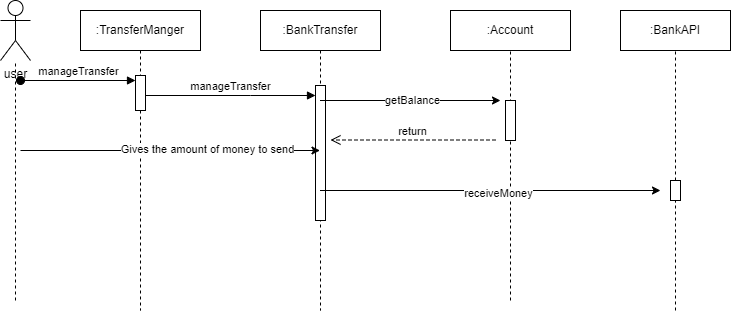 :TransferManger
:BankTransfer
:Account
:BankAPI
user
manageTransfer
manageTransfer
getBalance
return
Gives the amount of money to send
receiveMoney